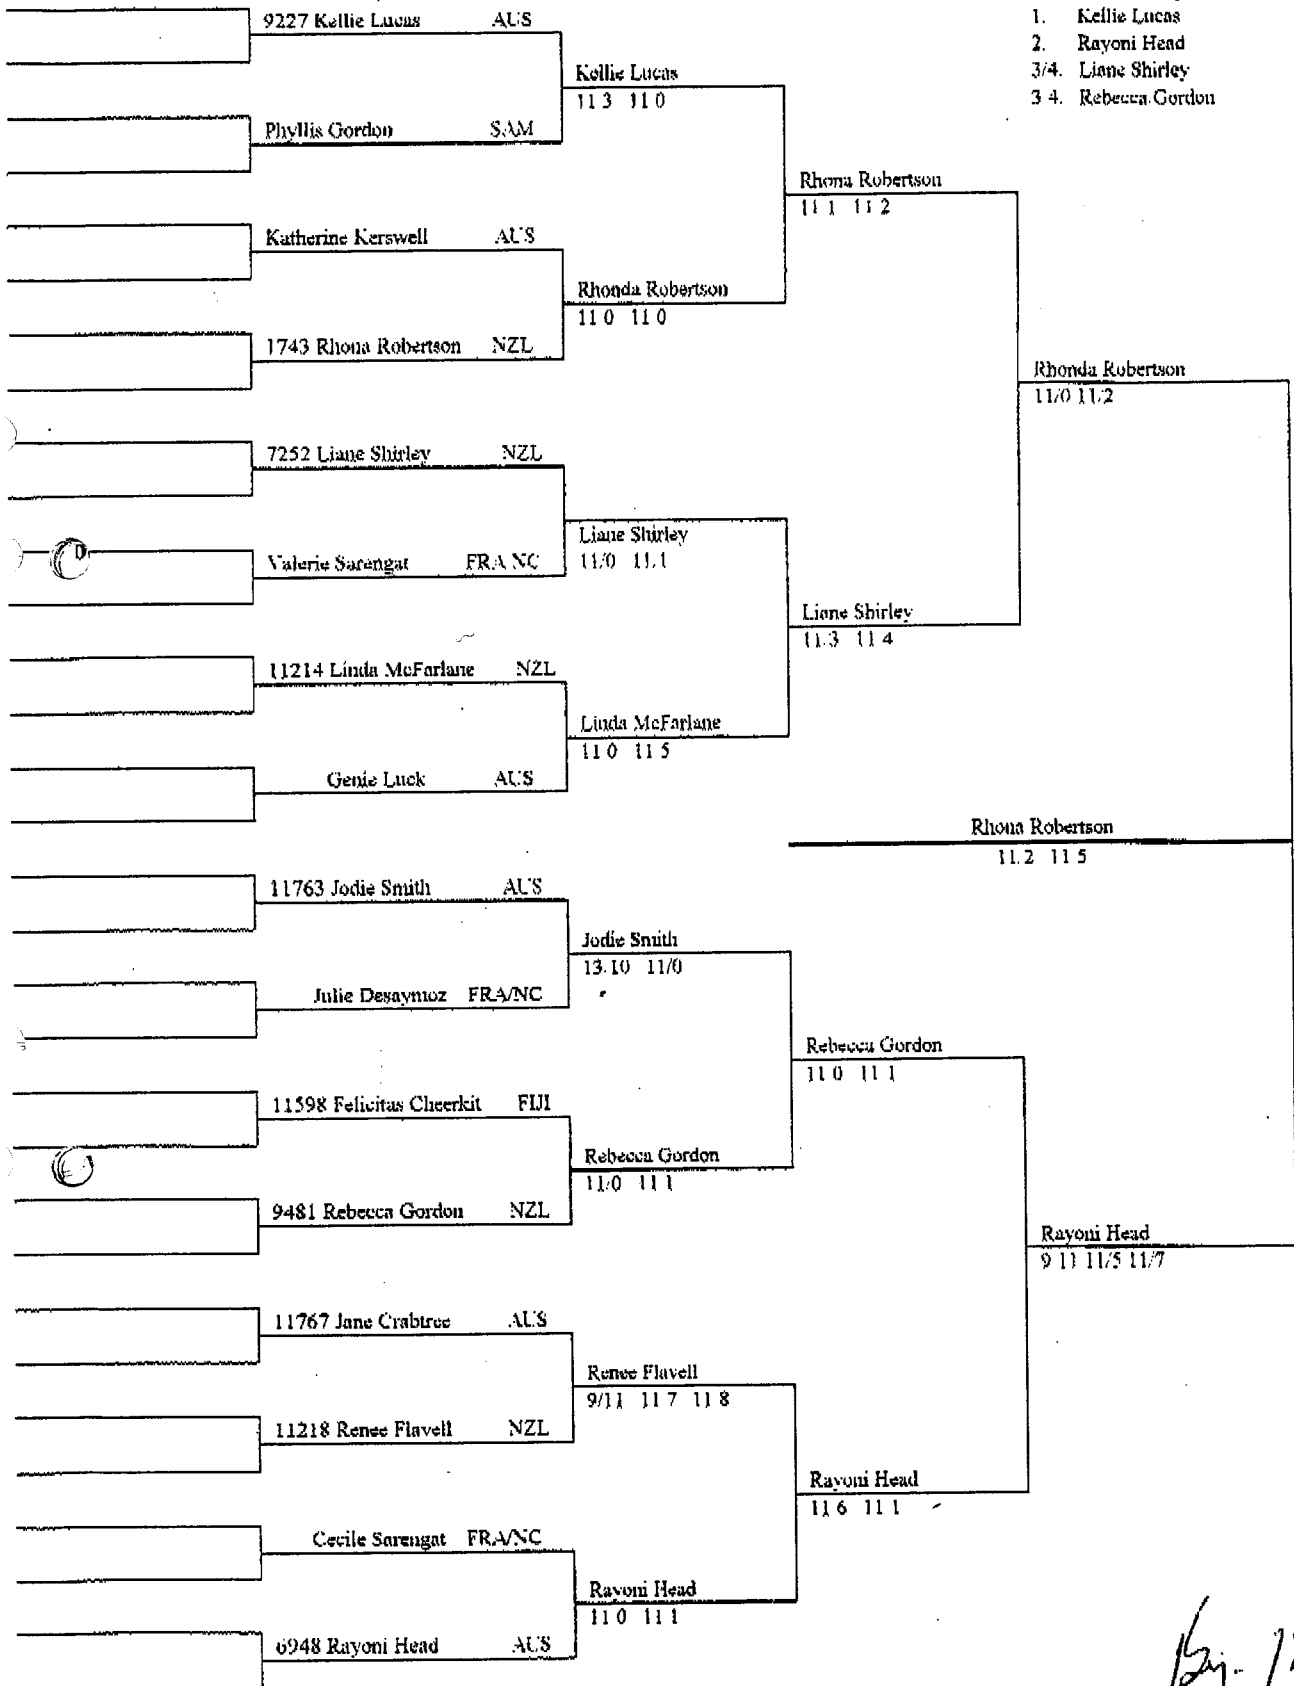 1. Kellie Lucas
2. Rayoni Head
3/4. Liane Shirley
3 4. Rebecca Gordon
9227 Kellie Lucas AUS
Kellie Lucas
11 3 11 0
Phyllis Gordon SAM
Rhona Robertson
11 1 11 2
Katherine Kerswell AUS
Rhonda Robertson
11 0 11 0
1743 Rhona Robertson NZL
Rhonda Robertson
11/0 11/2
7252 Liane Shirley NZL
Liane Shirley
11/0 11.1
Valerie Sarengat FRA NC
Liane Shirley
11.3 11 4
11214 Linda McFarlane NZL
Linda McFarlane
11 0 11 5
Genie Luck AUS
Rhona Robertson
11.2 11 5
11763 Jodie Smith AUS
Jodie Smith
13.10 11/0
Julie Desaymoz FRA/NC
Rebecca Gordon
11 0 11 1
11598 Felicitas Cheerkit FIJI
Rebecca Gordon
11/0 11 1
9481 Rebecca Gordon NZL
Rayoni Head
9 11 11/5 11/7
11767 Jane Crabtree AUS
Renee Flavell
9/11 11 7 11 8
11218 Renee Flavell NZL
Rayoni Head
11 6 11 1
Cecile Sarengat FRA/NC
Rayoni Head
11 0 11 1
6948 Rayoni Head AUS